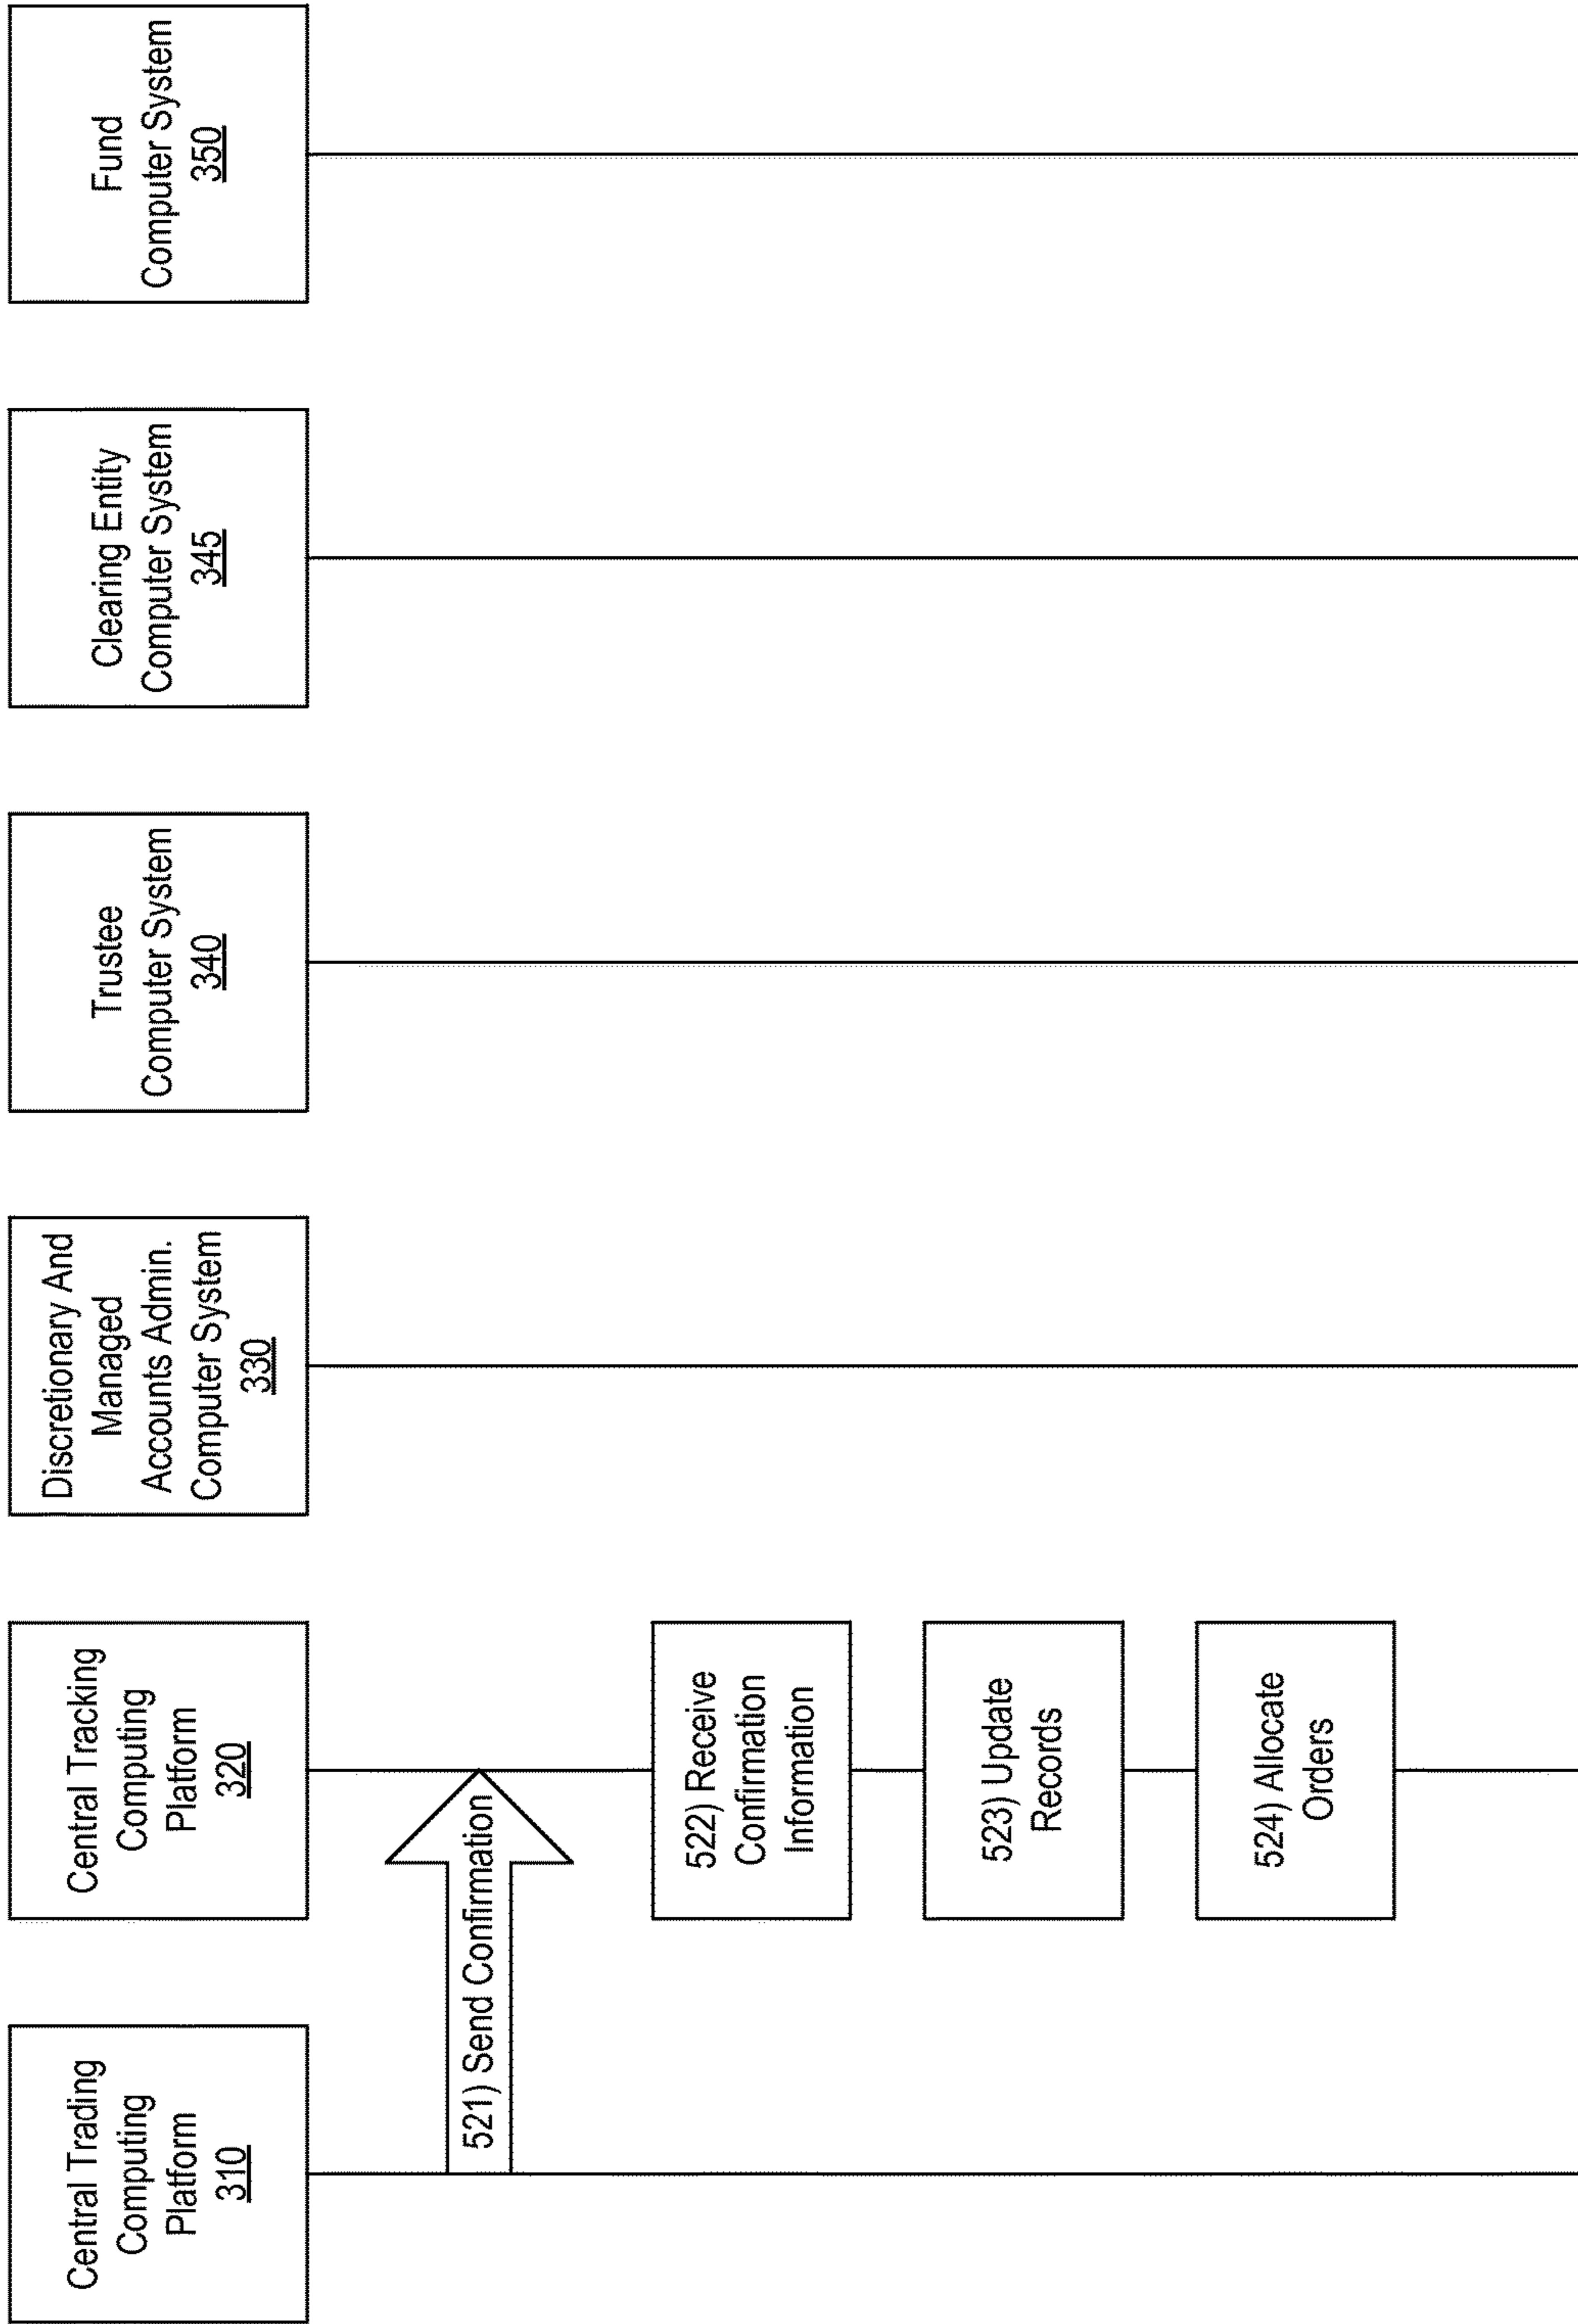 Central Trading
Computing
Platform
310
Central Tracking
Computing
Platform
320
Discretionary And
Managed
Accounts Admin.
Computer System
330
Trustee
Computer System
340
Clearing Entity
Computer System
345
Fund
Computer System
350
521) Send Confirmation
522) Receive
Confirmation
Information
523) Update
Records
524) Allocate
Orders